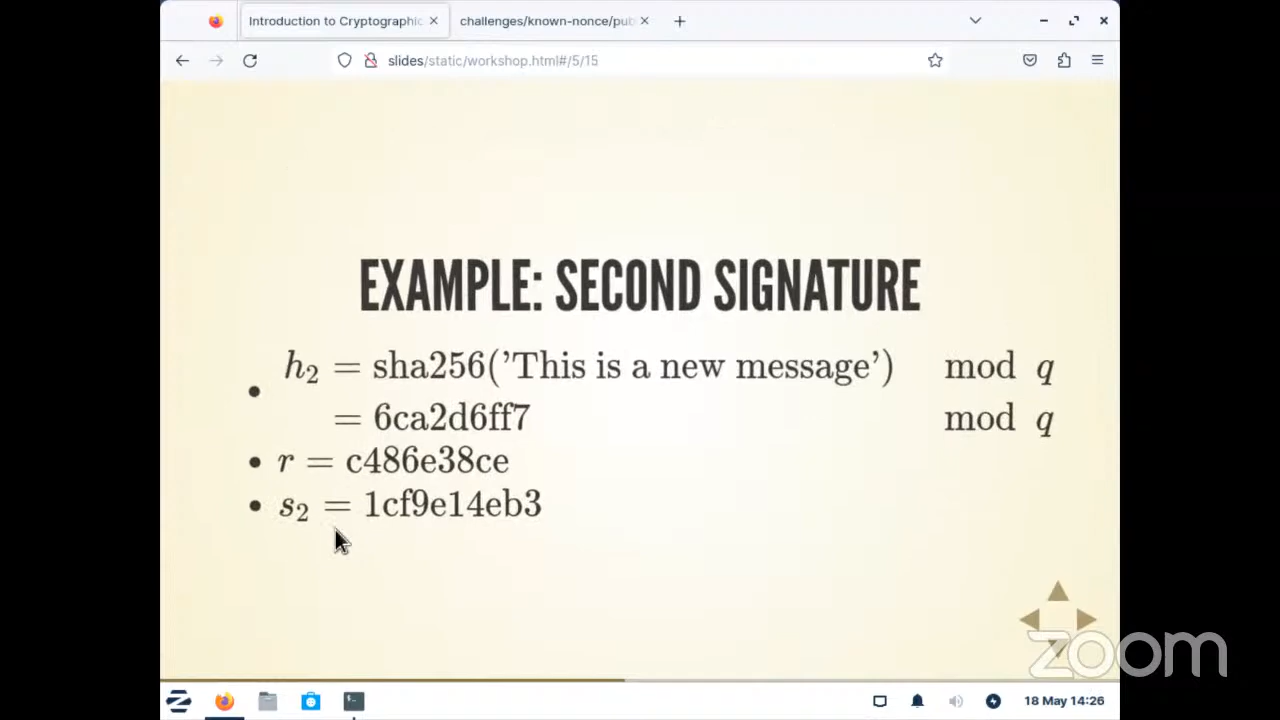 Introduction to Cryptographic
challenges/known-nonce/pub
slides/static/workshop.html#/5/15
EXAMPLE: SECOND SIGNATURE
h₂ = sha256('This is a new message') mod q
= 6ca2d6ff7 mod q
r = c486e38ce
s₂ = 1cf9e14eb3
zoom
18 May 14:26